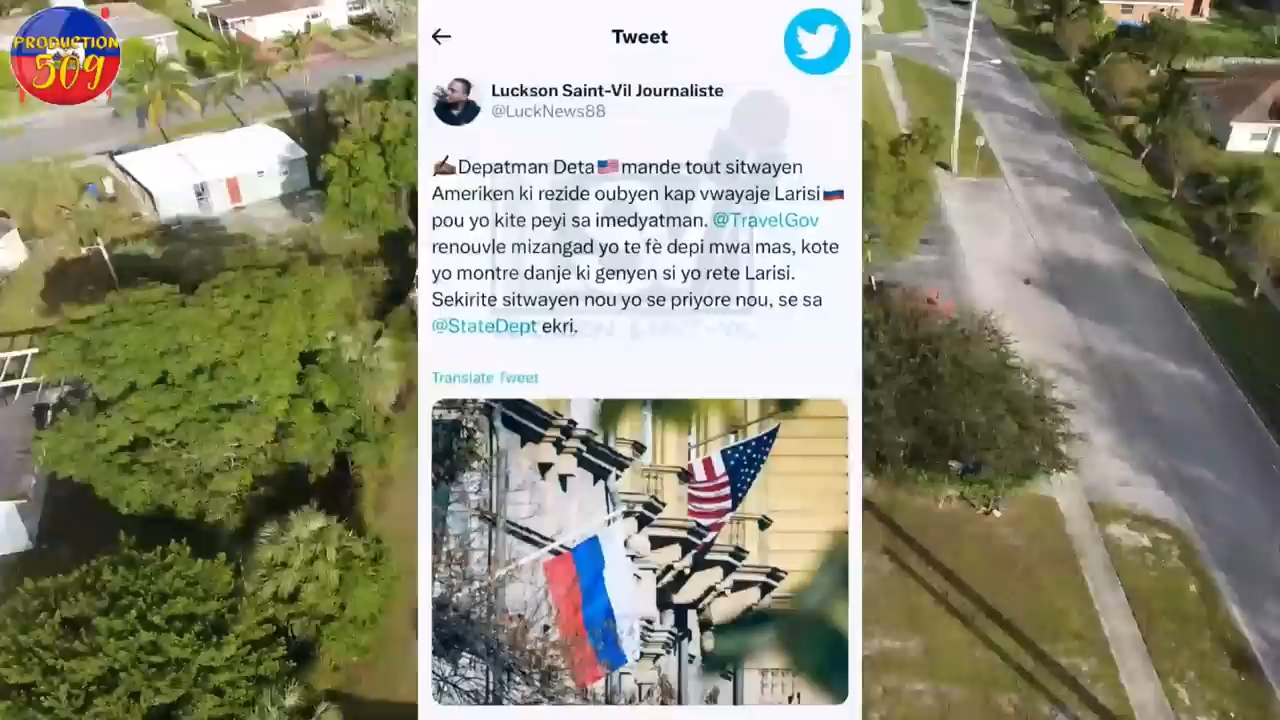 PRODUCTION
509
Tweet
Luckson Saint-Vil Journaliste
@LuckNews88
✍🏿Depatman Deta🇺🇸mande tout sitwayen
Ameriken ki rezide oubyen kap vwayaje Larisi🇷🇺
pou yo kite peyi sa imedyatman. @TravelGov
renouvle mizangad yo te fè depi mwa mas, kote
yo montre danje ki genyen si yo rete Larisi.
Sekirite sitwayen nou yo se priyore nou, se sa
@StateDept ekri.
Translate Tweet